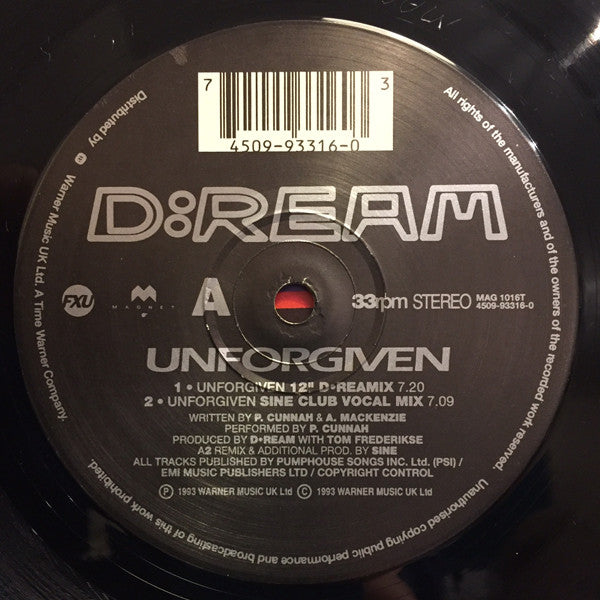 7 3
4509-93316-0
D:REAM
FXU
MAGNET
A
33rpm STEREO
MAG 1016T
4509-93316-0
UNFORGIVEN
1 • UNFORGIVEN 12" D•REAMIX 7.20
2 • UNFORGIVEN SINE CLUB VOCAL MIX 7.09
WRITTEN BY P. CUNNAH & A. MACKENZIE
PERFORMED BY P. CUNNAH
PRODUCED BY D•REAM WITH TOM FREDERIKSE
A2 REMIX & ADDITIONAL PROD. BY SINE
ALL TRACKS PUBLISHED BY PUMPHOUSE SONGS INC. Ltd. (PSI) /
EMI MUSIC PUBLISHERS LTD / COPYRIGHT CONTROL
Ⓟ 1993 WARNER MUSIC UK Ltd © 1993 WARNER MUSIC UK Ltd
All rights of the manufacturers and of the owners of the recorded work reserved. Unauthorised copying public performance and broadcasting of this work prohibited.
Distributed by Warner Music UK Ltd. A Time Warner Company.